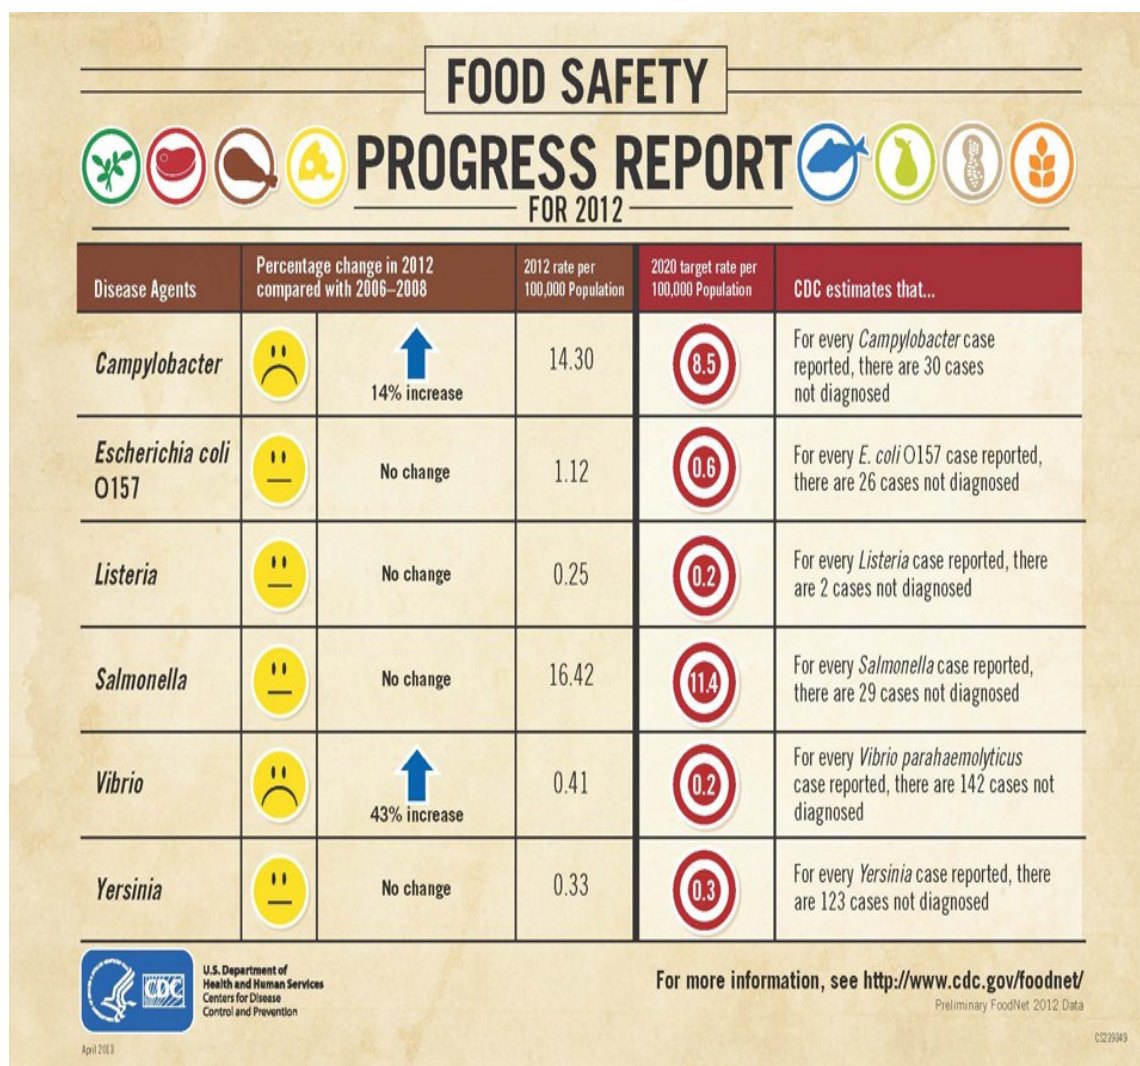 FOOD SAFETY
PROGRESS REPORT
FOR 2012
Disease Agents
Percentage change in 2012
compared with 2006–2008
2012 rate per
100,000 Population
2020 target rate per
100,000 Population
CDC estimates that...
Campylobacter
14% increase
14.30
8.5
For every Campylobacter case
reported, there are 30 cases
not diagnosed
Escherichia coli
O157
No change
1.12
0.6
For every E. coli O157 case reported,
there are 26 cases not diagnosed
Listeria
No change
0.25
0.2
For every Listeria case reported, there
are 2 cases not diagnosed
Salmonella
No change
16.42
11.4
For every Salmonella case reported,
there are 29 cases not diagnosed
Vibrio
43% increase
0.41
0.2
For every Vibrio parahaemolyticus
case reported, there are 142 cases not
diagnosed
Yersinia
No change
0.33
0.3
For every Yersinia case reported, there
are 123 cases not diagnosed
CDC
U.S. Department of
Health and Human Services
Centers for Disease
Control and Prevention
For more information, see http://www.cdc.gov/foodnet/
Preliminary FoodNet 2012 Data
April 2013
CS239849